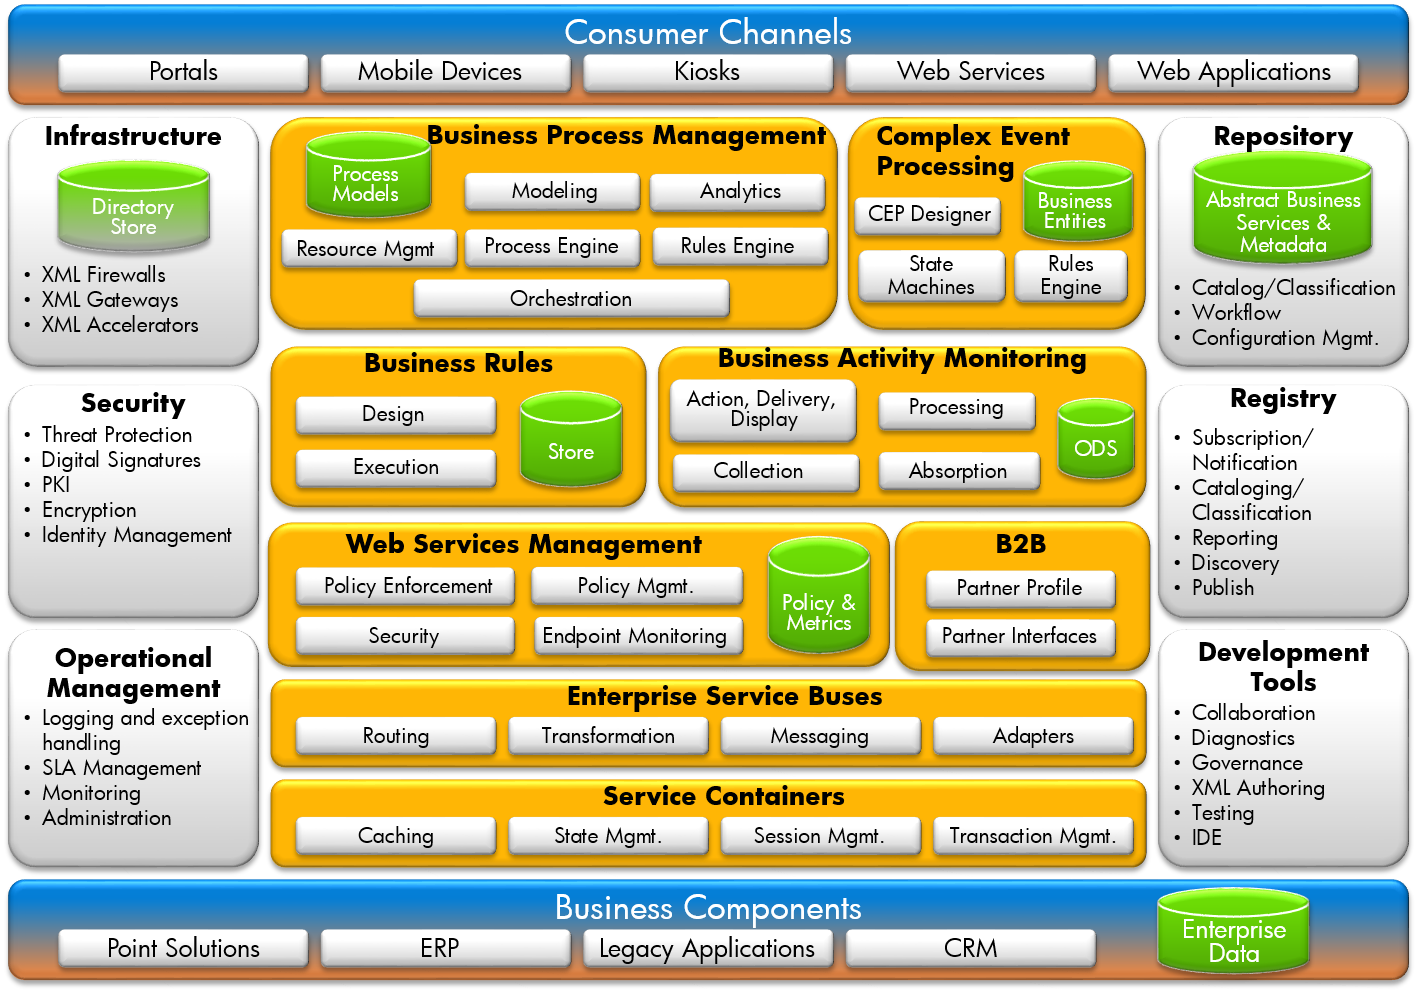 Consumer Channels
Portals
Mobile Devices
Kiosks
Web Services
Web Applications
Infrastructure
Directory
Store
• XML Firewalls
• XML Gateways
• XML Accelerators
Security
• Threat Protection
• Digital Signatures
• PKI
• Encryption
• Identity Management
Operational
Management
• Logging and exception
handling
• SLA Management
• Monitoring
• Administration
Business Process Management
Process
Models
Modeling
Analytics
Resource Mgmt
Process Engine
Rules Engine
Orchestration
Complex Event
Processing
Business
Entities
CEP Designer
State
Machines
Rules
Engine
Business Rules
Design
Execution
Store
Business Activity Monitoring
Action, Delivery,
Display
Processing
Collection
Absorption
ODS
Web Services Management
Policy Enforcement
Policy Mgmt.
Security
Endpoint Monitoring
Policy &
Metrics
B2B
Partner Profile
Partner Interfaces
Enterprise Service Buses
Routing
Transformation
Messaging
Adapters
Service Containers
Caching
State Mgmt.
Session Mgmt.
Transaction Mgmt.
Repository
Abstract Business
Services &
Metadata
• Catalog/Classification
• Workflow
• Configuration Mgmt.
Registry
• Subscription/
Notification
• Cataloging/
Classification
• Reporting
• Discovery
• Publish
Development
Tools
• Collaboration
• Diagnostics
• Governance
• XML Authoring
• Testing
• IDE
Business Components
Point Solutions
ERP
Legacy Applications
CRM
Enterprise
Data